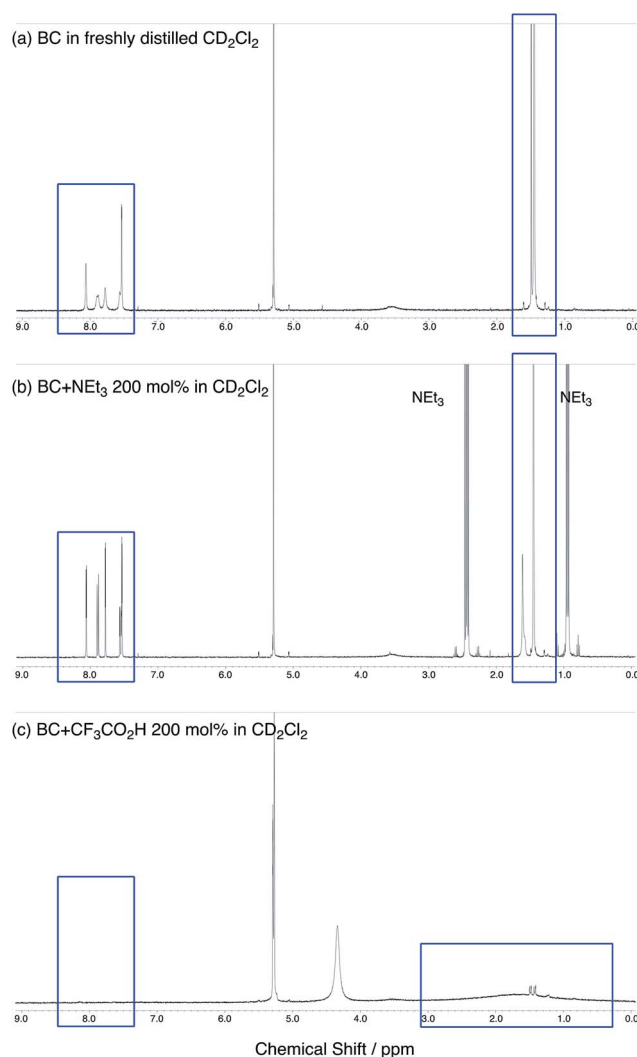 (a) BC in freshly distilled CD₂Cl₂
9.0 8.0 7.0 6.0 5.0 4.0 3.0 2.0 1.0 0.0
(b) BC+NEt₃ 200 mol% in CD₂Cl₂
NEt₃ NEt₃
9.0 8.0 7.0 6.0 5.0 4.0 3.0 2.0 1.0 0.0
(c) BC+CF₃CO₂H 200 mol% in CD₂Cl₂
9.0 8.0 7.0 6.0 5.0 4.0 3.0 2.0 1.0 0.0
Chemical Shift / ppm